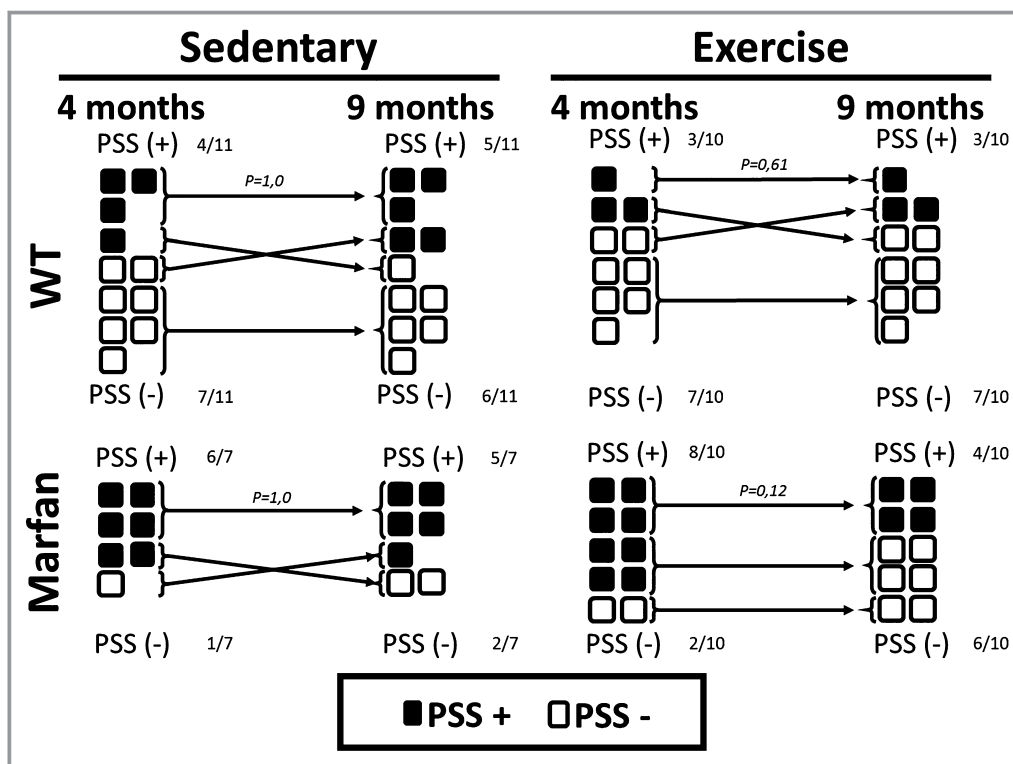 Sedentary Exercise
4 months 9 months 4 months 9 months
PSS (+) 4/11 PSS (+) 5/11 PSS (+) 3/10 PSS (+) 3/10
P=1,0 P=0,61
WT
PSS (-) 7/11 PSS (-) 6/11 PSS (-) 7/10 PSS (-) 7/10
PSS (+) 6/7 PSS (+) 5/7 PSS (+) 8/10 PSS (+) 4/10
P=1,0 P=0,12
Marfan
PSS (-) 1/7 PSS (-) 2/7 PSS (-) 2/10 PSS (-) 6/10
PSS + PSS -